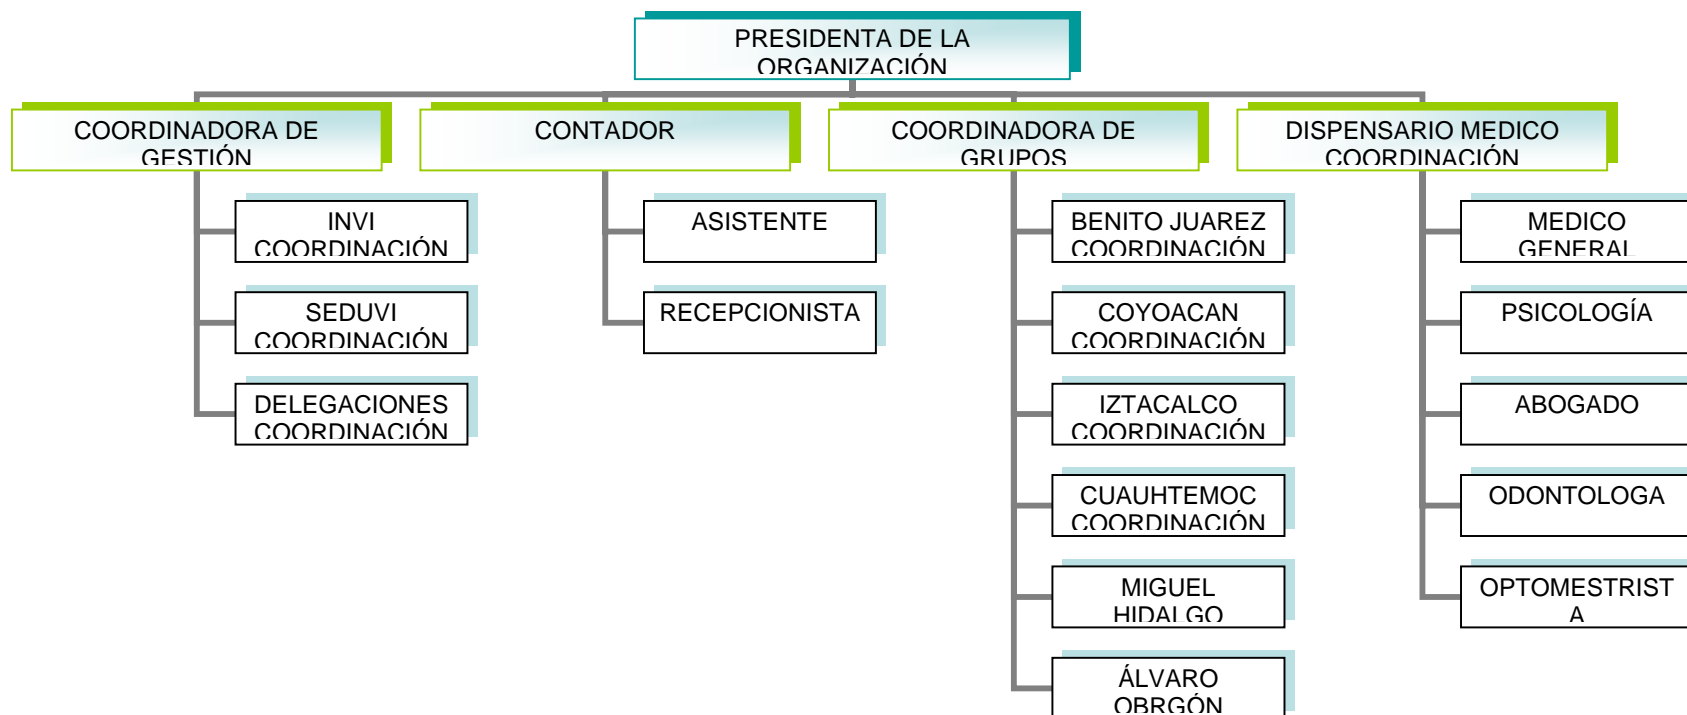 PRESIDENTA DE LA
ORGANIZACIÓN
COORDINADORA DE
GESTIÓN
CONTADOR
COORDINADORA DE
GRUPOS
DISPENSARIO MEDICO
COORDINACIÓN
INVI
COORDINACIÓN
SEDUVI
COORDINACIÓN
DELEGACIONES
COORDINACIÓN
ASISTENTE
RECEPCIONISTA
BENITO JUAREZ
COORDINACIÓN
COYOACAN
COORDINACIÓN
IZTACALCO
COORDINACIÓN
CUAUHTEMOC
COORDINACIÓN
MIGUEL
HIDALGO
ÁLVARO
OBRGÓN
MEDICO
GENERAL
PSICOLOGÍA
ABOGADO
ODONTOLOGA
OPTOMESTRIST
A